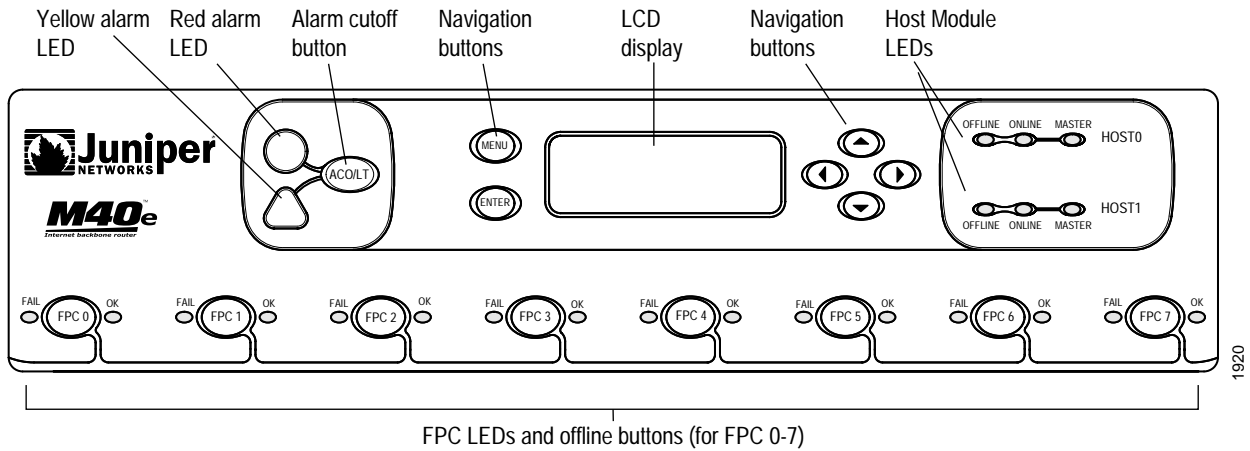 Yellow alarm LED
Red alarm LED
Alarm cutoff button
Navigation buttons
LCD display
Navigation buttons
Host Module LEDs
Juniper
NETWORKS
M40e
Internet backbone router
ACO/LT
MENU
ENTER
OFFLINE ONLINE MASTER
HOST0
HOST1
OFFLINE ONLINE MASTER
FAIL FPC 0 OK
FAIL FPC 1 OK
FAIL FPC 2 OK
FAIL FPC 3 OK
FAIL FPC 4 OK
FAIL FPC 5 OK
FAIL FPC 6 OK
FAIL FPC 7 OK
1920
FPC LEDs and offline buttons (for FPC 0-7)